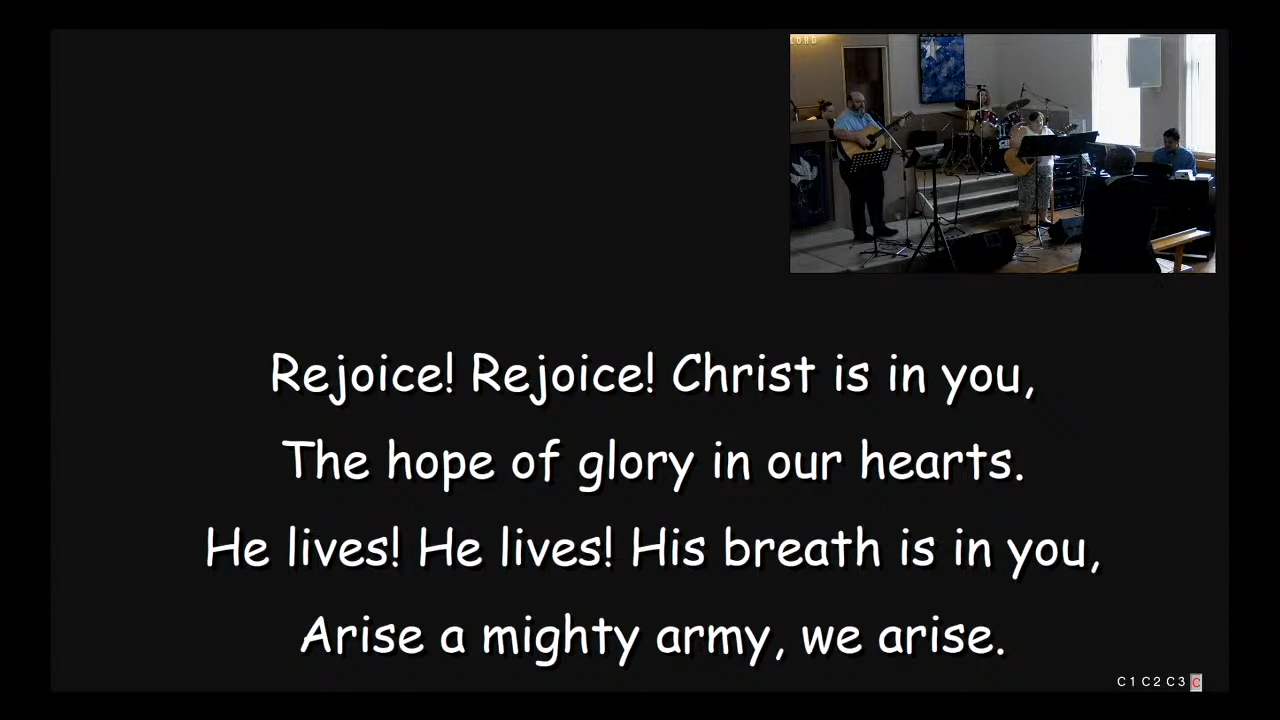 LORD
Rejoice! Rejoice! Christ is in you,
The hope of glory in our hearts.
He lives! He lives! His breath is in you,
Arise a mighty army, we arise.
C1 C2 C3 C